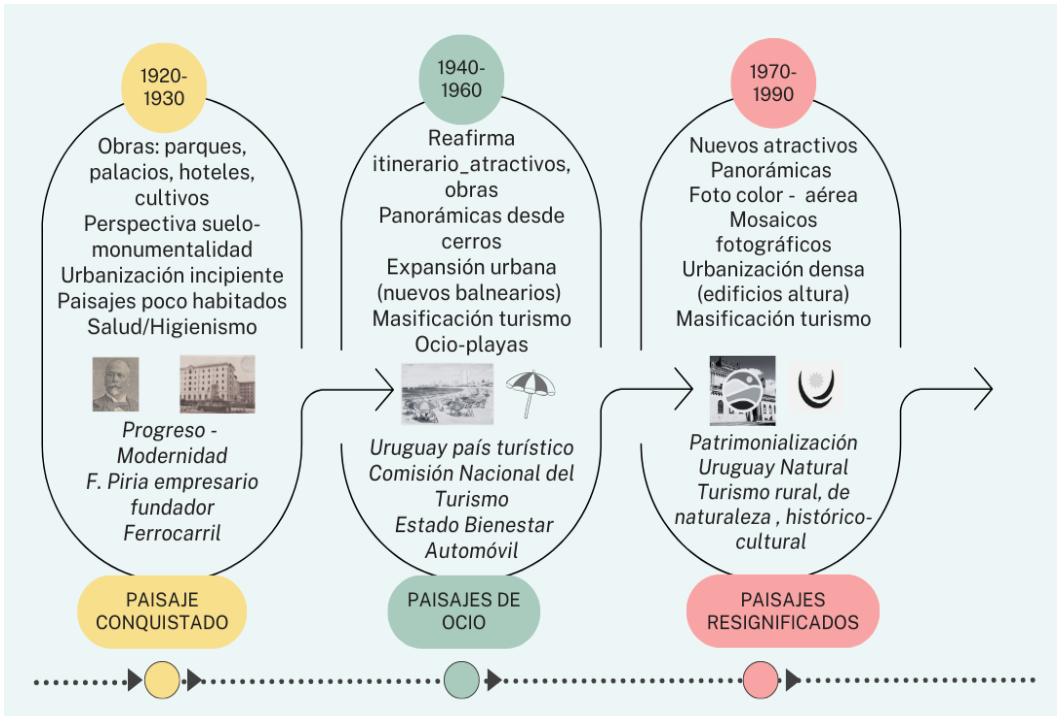 1920-
1930
Obras: parques,
palacios, hoteles,
cultivos
Perspectiva suelo-
monumentalidad
Urbanización incipiente
Paisajes poco habitados
Salud/Higienismo
Progreso -
Modernidad
F. Piria empresario
fundador
Ferrocarril
PAISAJE
CONQUISTADO
1940-
1960
Reafirma
itinerario_atractivos,
obras
Panorámicas desde
cerros
Expansión urbana
(nuevos balnearios)
Masificación turismo
Ocio-playas
Uruguay país turístico
Comisión Nacional del
Turismo
Estado Bienestar
Automóvil
PAISAJES DE
OCIO
1970-
1990
Nuevos atractivos
Panorámicas
Foto color - aérea
Mosaicos
fotográficos
Urbanización densa
(edificios altura)
Masificación turismo
Patrimonialización
Uruguay Natural
Turismo rural, de
naturaleza , histórico-
cultural
PAISAJES
RESIGNIFICADOS